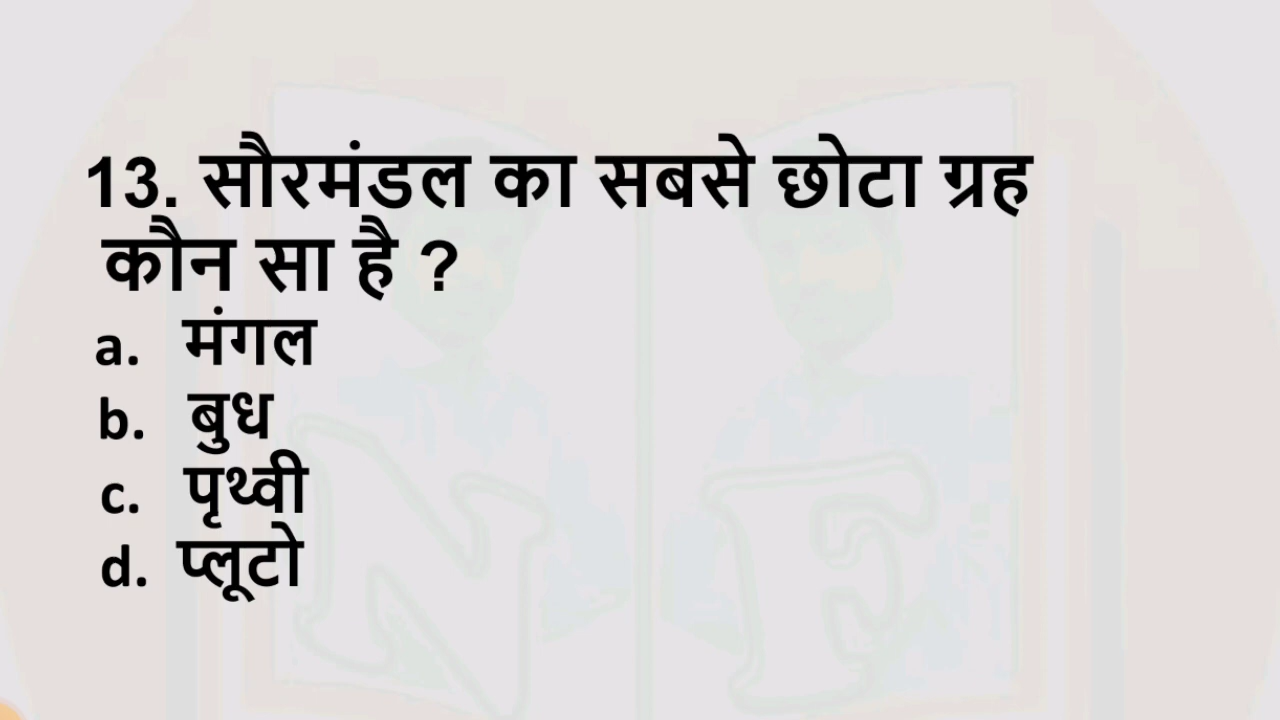 13. सौरमंडल का सबसे छोटा ग्रह
कौन सा है ?
a. मंगल
b. बुध
c. पृथ्वी
d. प्लूटो
N F